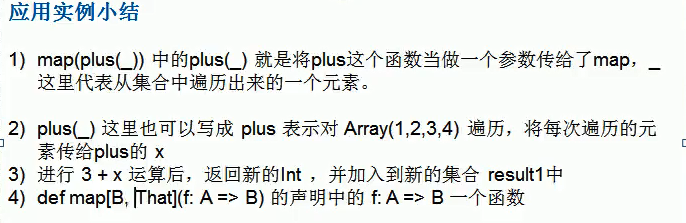 应用实例小结
1) map(plus(_)) 中的plus(_) 就是将plus这个函数当做一个参数传给了map，_
这里代表从集合中遍历出来的一个元素。
2) plus(_) 这里也可以写成 plus 表示对 Array(1,2,3,4) 遍历，将每次遍历的元
素传给plus的 x
3) 进行 3 + x 运算后，返回新的Int ，并加入到新的集合 result1中
4) def map[B, That](f: A => B) 的声明中的 f: A => B 一个函数